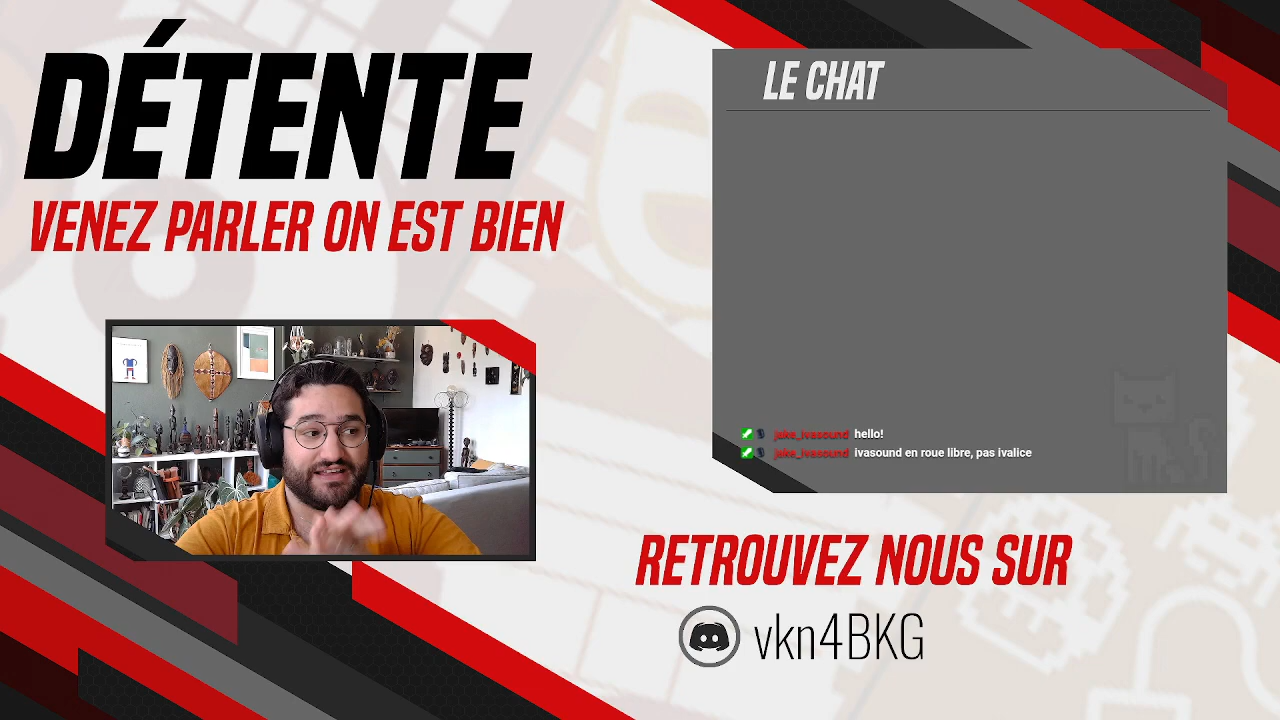 DÉTENTE
VENEZ PARLER ON EST BIEN
LE CHAT
jake_ivasound hello!
jake_ivasound ivasound en roue libre, pas ivalice
RETROUVEZ NOUS SUR
vkn4BKG